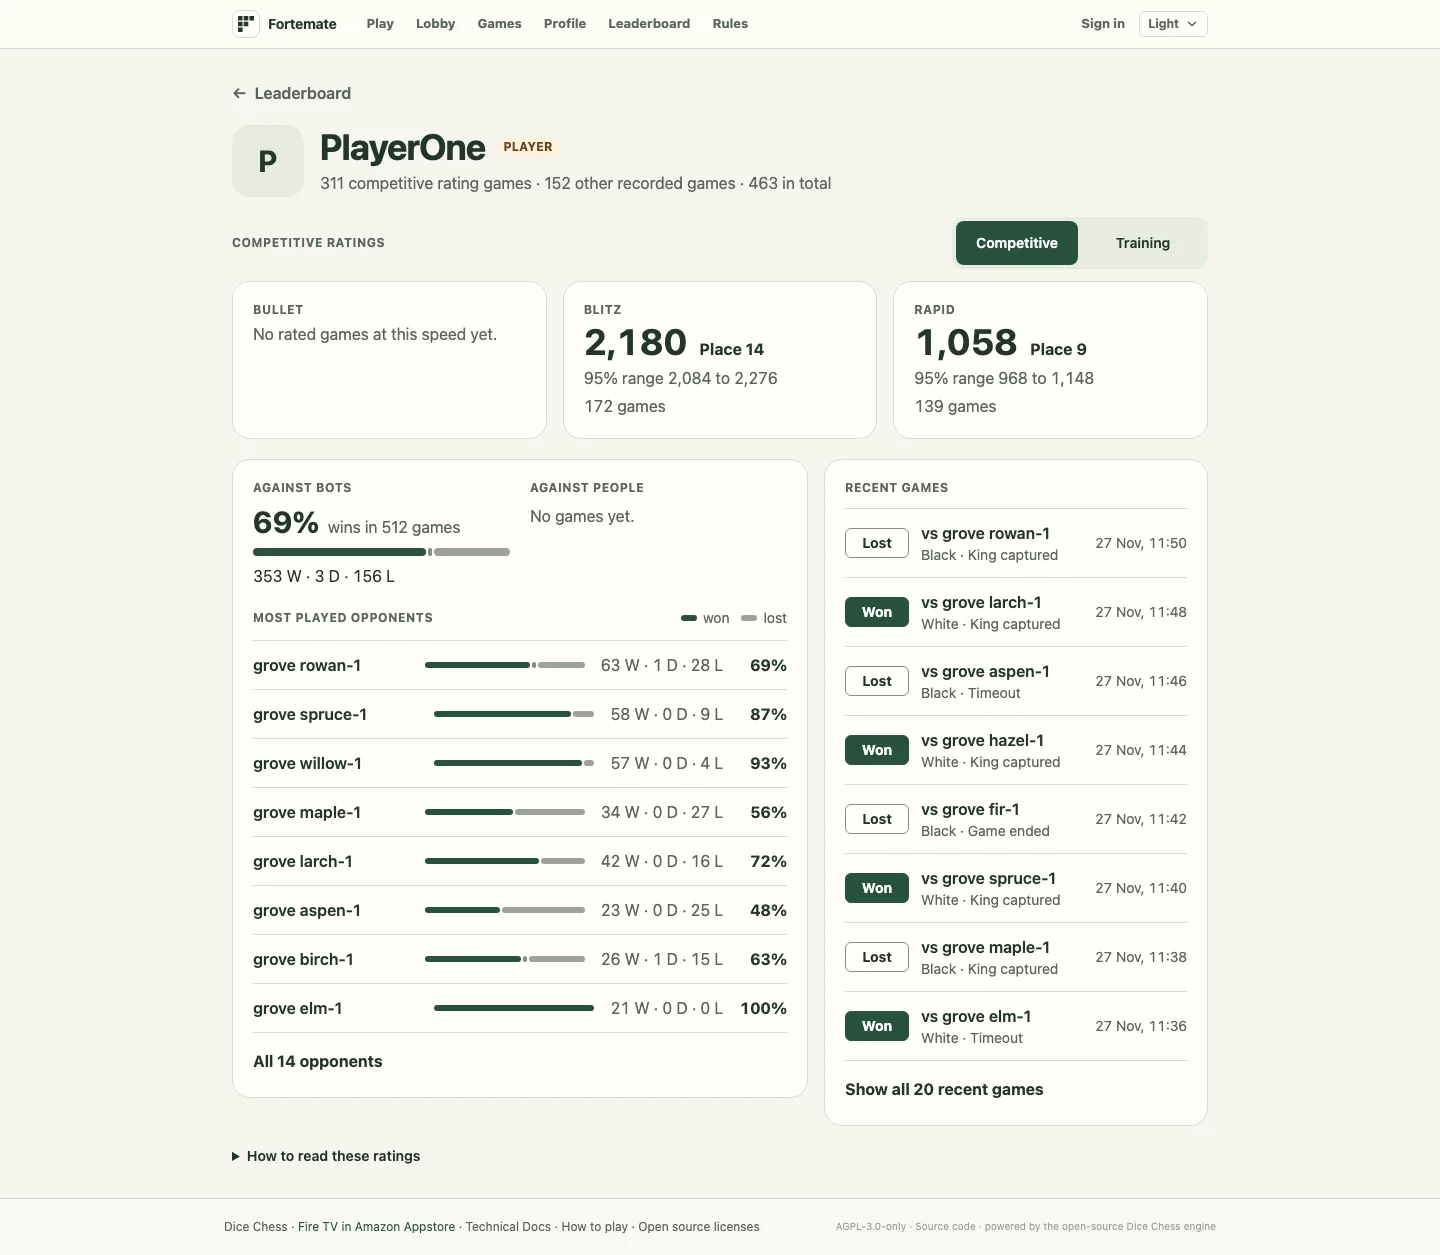 Fortemate Play Lobby Games Profile Leaderboard Rules Sign in Light
← Leaderboard
P
PlayerOne PLAYER
311 competitive rating games · 152 other recorded games · 463 in total
COMPETITIVE RATINGS
Competitive Training
BULLET
No rated games at this speed yet.
BLITZ
2,180 Place 14
95% range 2,084 to 2,276
172 games
RAPID
1,058 Place 9
95% range 968 to 1,148
139 games
AGAINST BOTS
69% wins in 512 games
353 W · 3 D · 156 L
AGAINST PEOPLE
No games yet.
MOST PLAYED OPPONENTS won lost
grove rowan-1 63 W · 1 D · 28 L 69%
grove spruce-1 58 W · 0 D · 9 L 87%
grove willow-1 57 W · 0 D · 4 L 93%
grove maple-1 34 W · 0 D · 27 L 56%
grove larch-1 42 W · 0 D · 16 L 72%
grove aspen-1 23 W · 0 D · 25 L 48%
grove birch-1 26 W · 1 D · 15 L 63%
grove elm-1 21 W · 0 D · 0 L 100%
All 14 opponents
RECENT GAMES
Lost vs grove rowan-1 27 Nov, 11:50
Black · King captured
Won vs grove larch-1 27 Nov, 11:48
White · King captured
Lost vs grove aspen-1 27 Nov, 11:46
Black · Timeout
Won vs grove hazel-1 27 Nov, 11:44
White · King captured
Lost vs grove fir-1 27 Nov, 11:42
Black · Game ended
Won vs grove spruce-1 27 Nov, 11:40
White · King captured
Lost vs grove maple-1 27 Nov, 11:38
Black · King captured
Won vs grove elm-1 27 Nov, 11:36
White · Timeout
Show all 20 recent games
▶ How to read these ratings
Dice Chess · Fire TV in Amazon Appstore · Technical Docs · How to play · Open source licenses
AGPL-3.0-only · Source code · powered by the open-source Dice Chess engine